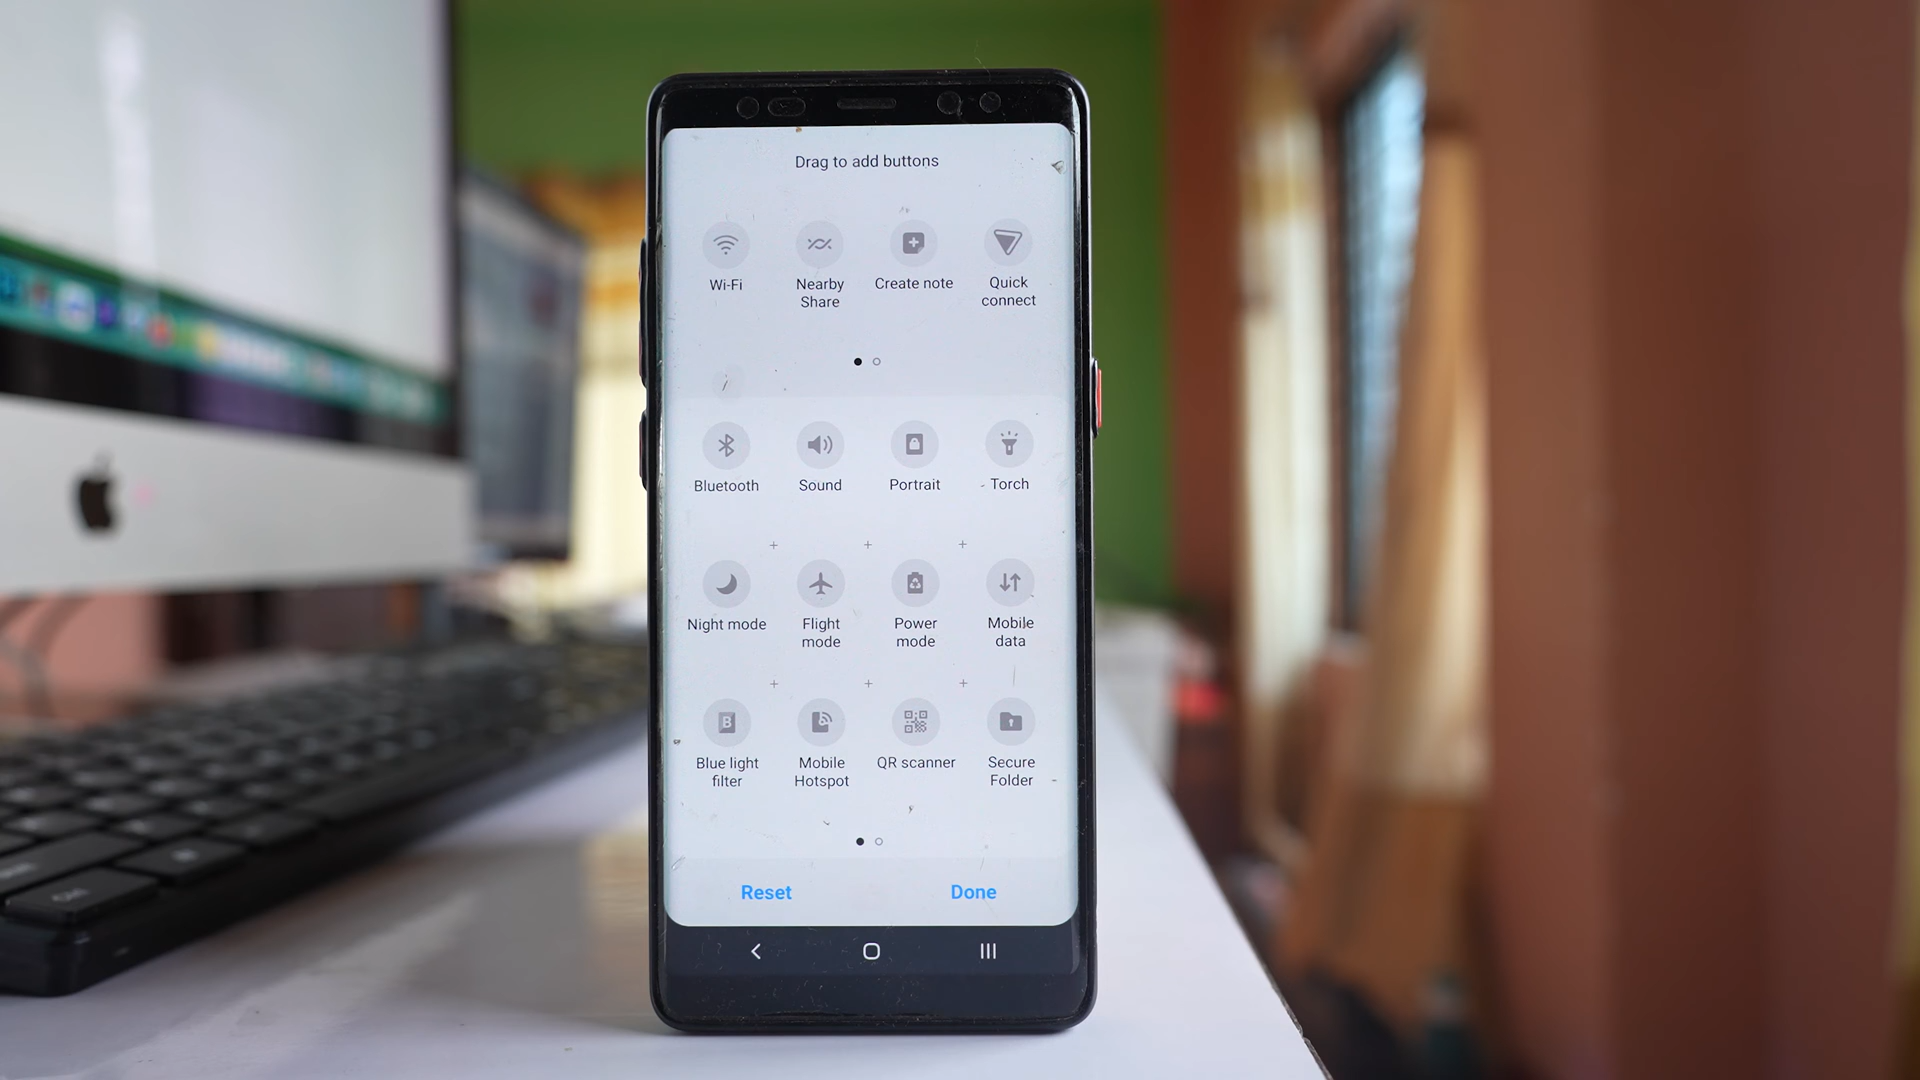 Drag to add buttons
Wi-Fi
Nearby
Share
Create note
Quick
connect
Bluetooth
Sound
Portrait
Torch
Night mode
Flight
mode
Power
mode
Mobile
data
B
Blue light
filter
Mobile
Hotspot
QR scanner
Secure
Folder
Reset
Done